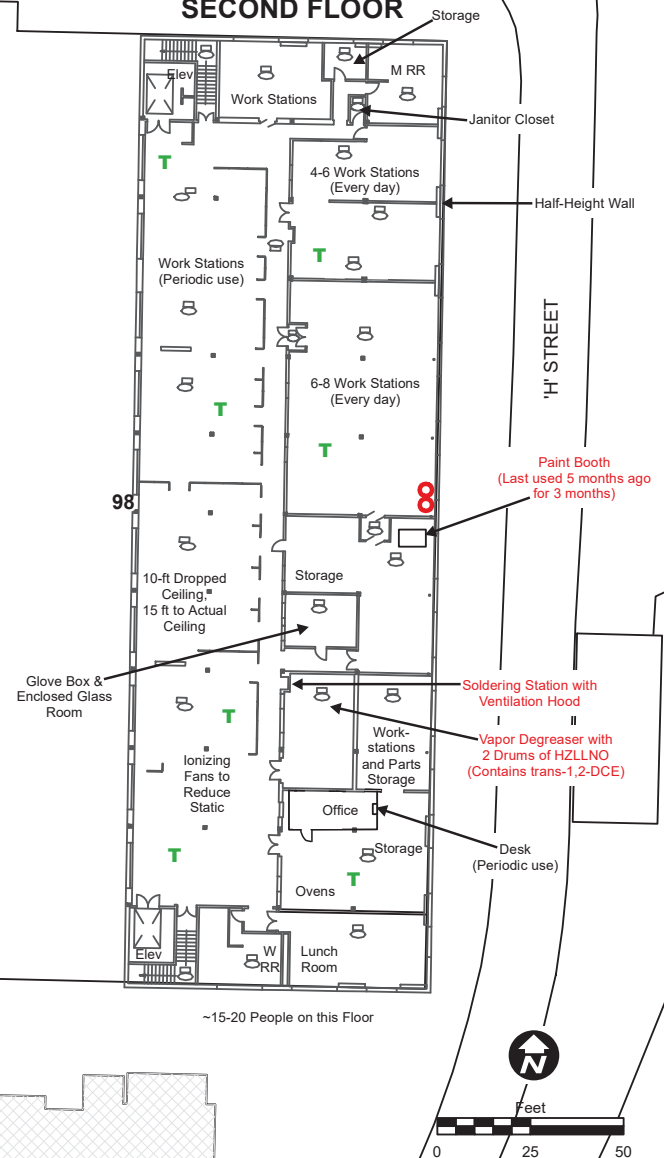 SECOND FLOOR
Storage
Elev
M RR
Work Stations
Janitor Closet
T
4-6 Work Stations
(Every day)
Half-Height Wall
T
Work Stations
(Periodic use)
'H' STREET
6-8 Work Stations
(Every day)
T
T
Paint Booth
(Last used 5 months ago
for 3 months)
98
8
Storage
10-ft Dropped
Ceiling,
15 ft to Actual
Ceiling
Glove Box &
Enclosed Glass
Room
Soldering Station with
Ventilation Hood
T
Vapor Degreaser with
2 Drums of HZLLNO
(Contains trans-1,2-DCE)
Work-
stations
and Parts
Storage
Ionizing
Fans to
Reduce
Static
Office
Desk
(Periodic use)
Storage
T
T
Ovens
Elev
W
RR
Lunch
Room
~15-20 People on this Floor
N
Feet
0 25 50